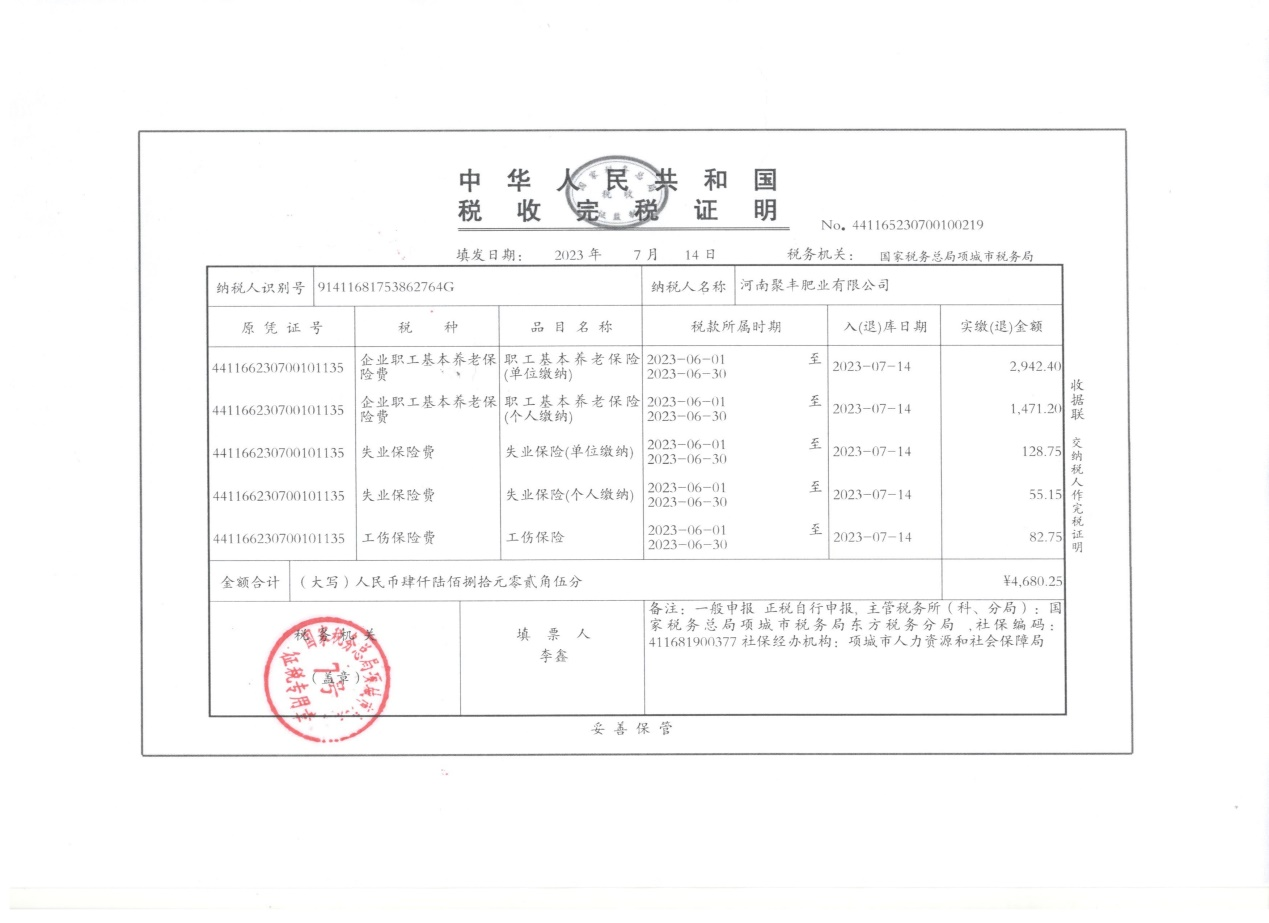 中华人民共和国
税收完税证明
No. 441165230700100219
填发日期： 2023 年 7 月 14 日 税务机关： 国家税务总局项城市税务局
纳税人识别号 91411681753862764G 纳税人名称 河南聚丰肥业有限公司
原凭证号 税 种 品目名称 税款所属时期 入(退)库日期 实缴(退)金额
441166230700101135 企业职工基本养老保险费 职工基本养老保险(单位缴纳) 2023-06-01 至 2023-06-30 2023-07-14 2,942.40
441166230700101135 企业职工基本养老保险费 职工基本养老保险(个人缴纳) 2023-06-01 至 2023-06-30 2023-07-14 1,471.20
441166230700101135 失业保险费 失业保险(单位缴纳) 2023-06-01 至 2023-06-30 2023-07-14 128.75
441166230700101135 失业保险费 失业保险(个人缴纳) 2023-06-01 至 2023-06-30 2023-07-14 55.15
441166230700101135 工伤保险费 工伤保险 2023-06-01 至 2023-06-30 2023-07-14 82.75
金额合计 （大写）人民币肆仟陆佰捌拾元零贰角伍分 ¥4,680.25
税务机关
（盖章）
填票人
李鑫
备注：一般申报 正税自行申报，主管税务所（科、分局）：国
家税务总局项城市税务局东方税务分局 ,社保编码：
411681900377 社保经办机构：项城市人力资源和社会保障局
收据联 交纳税人作完税证明
妥善保管
征税专用章